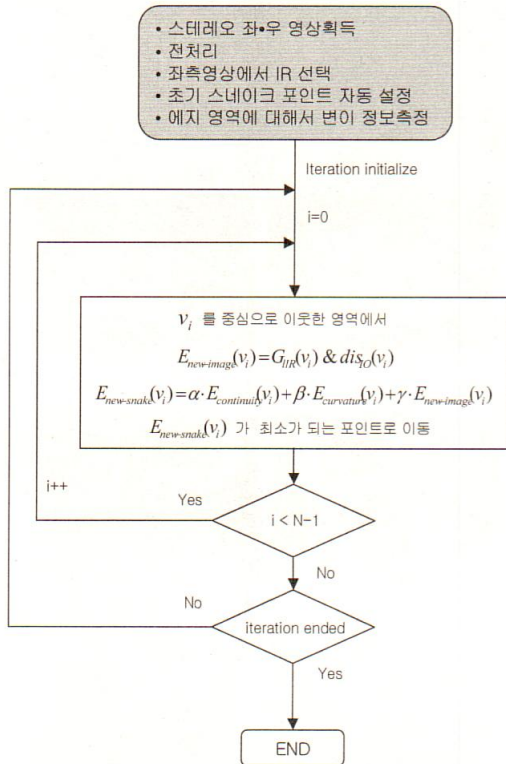 • 스테레오 좌•우 영상획득
• 전처리
• 좌측영상에서 IR 선택
• 초기 스네이크 포인트 자동 설정
• 에지 영역에 대해서 변이 정보측정
Iteration initialize
i=0
v_i 를 중심으로 이웃한 영역에서
E_new-image(v_i)=G_IIR(v_i) & dis_IO(v_i)
E_new-snake(v_i)=α·E_continuity(v_i)+β·E_curvature(v_i)+γ·E_new-image(v_i)
E_new-snake(v_i) 가 최소가 되는 포인트로 이동
i++
Yes
i < N-1
No
No
iteration ended
Yes
END